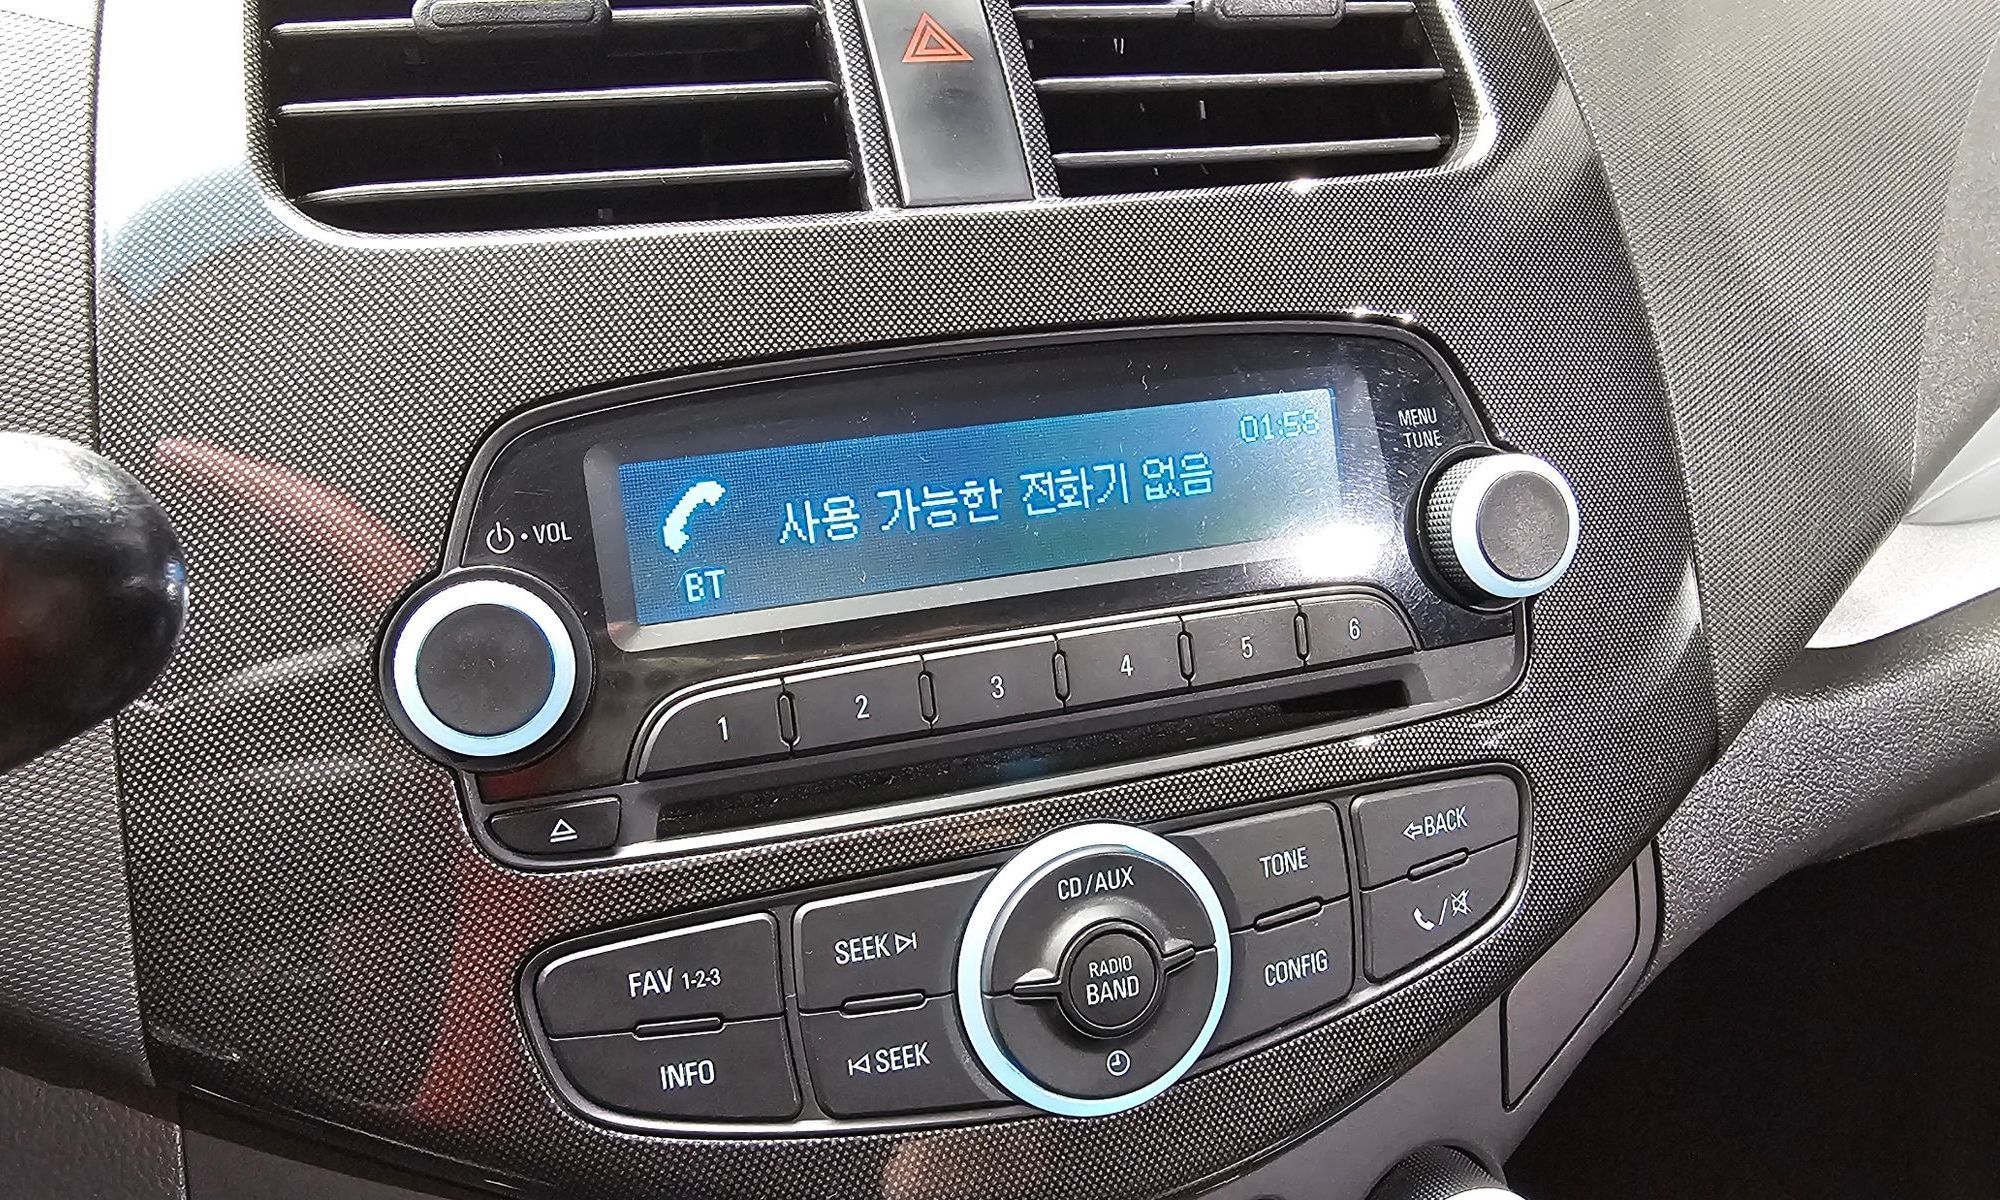 01:58
사용 가능한 전화기 없음
BT
VOL
MENU
TUNE
1
2
3
4
5
6
CD/AUX
RADIO
BAND
FAV 1-2-3
INFO
SEEK
SEEK
TONE
CONFIG
BACK